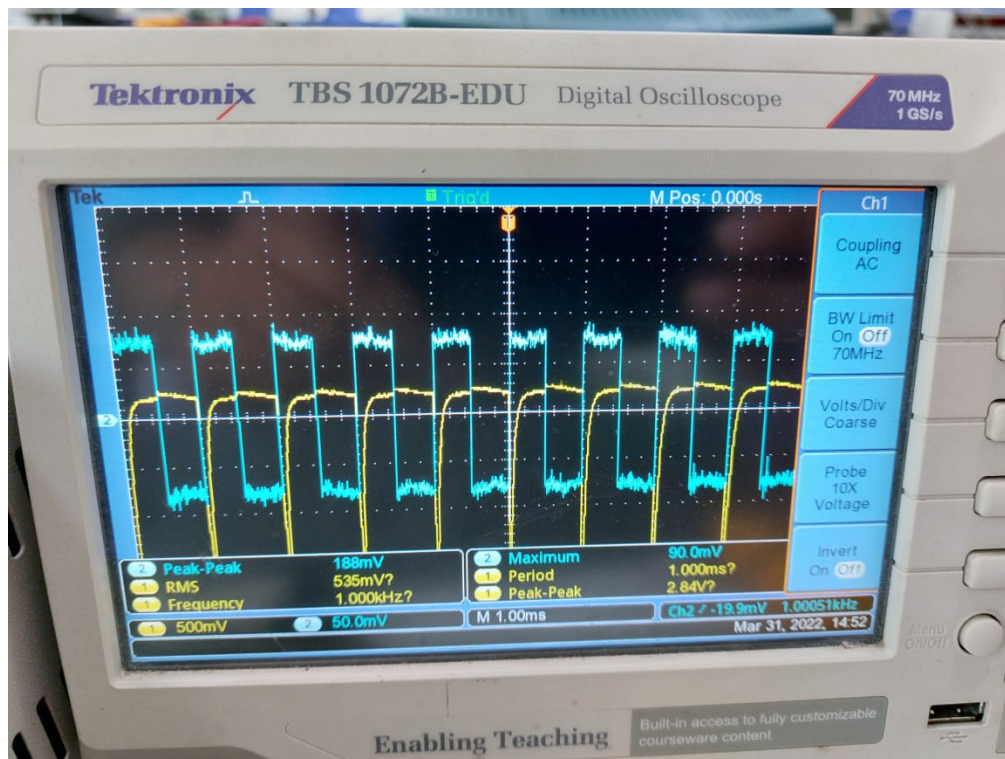 Tektronix TBS 1072B-EDU Digital Oscilloscope
70 MHz
1 GS/s
Tek T Trig'd M Pos: 0.000s
T
2
Ch1
Coupling
AC
BW Limit
On Off
70MHz
Volts/Div
Coarse
Probe
10X
Voltage
Invert
On Off
2 Peak-Peak 188mV
1 RMS 535mV?
1 Frequency 1.000kHz?
2 Maximum 90.0mV
1 Period 1.000ms?
1 Peak-Peak 2.84V?
1 500mV 2 50.0mV M 1.00ms Ch2 -19.9mV 1.00051kHz
Mar 31, 2022, 14:52
Menu
On/Off
Enabling Teaching
Built-in access to fully customizable
courseware content